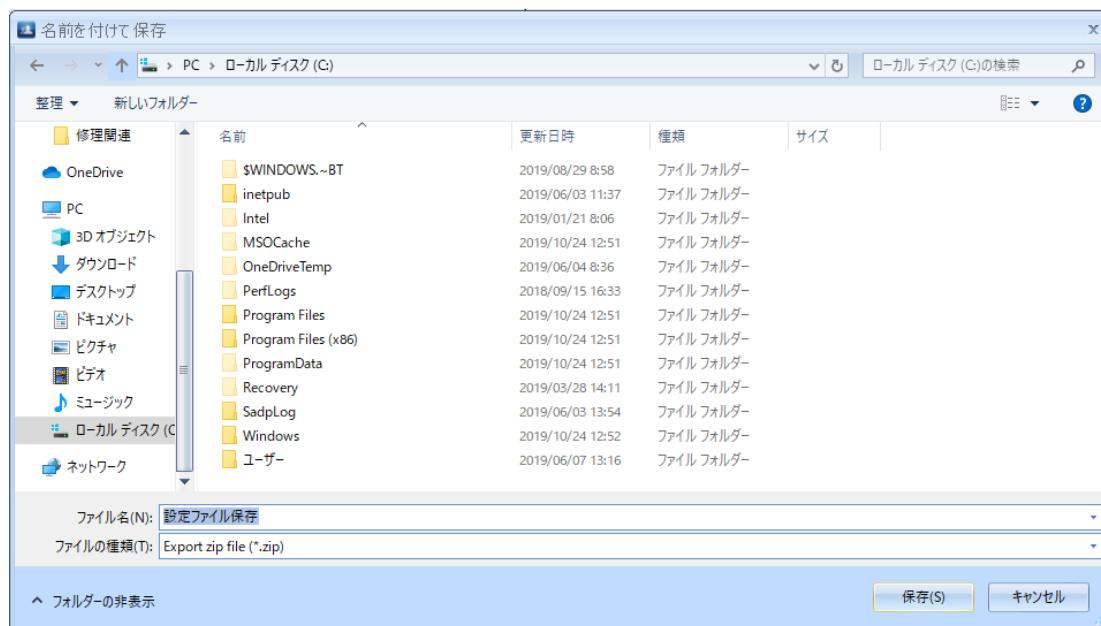 名前を付けて保存
PC › ローカル ディスク (C:)
ローカル ディスク (C:)の検索
整理 新しいフォルダー
修理関連
OneDrive
PC
3D オブジェクト
ダウンロード
デスクトップ
ドキュメント
ピクチャ
ビデオ
ミュージック
ローカル ディスク (C
ネットワーク
名前 更新日時 種類 サイズ
$WINDOWS.~BT 2019/08/29 8:58 ファイル フォルダー
inetpub 2019/06/03 11:37 ファイル フォルダー
Intel 2019/01/21 8:06 ファイル フォルダー
MSOCache 2019/10/24 12:51 ファイル フォルダー
OneDriveTemp 2019/06/04 8:36 ファイル フォルダー
PerfLogs 2018/09/15 16:33 ファイル フォルダー
Program Files 2019/10/24 12:51 ファイル フォルダー
Program Files (x86) 2019/10/24 12:51 ファイル フォルダー
ProgramData 2019/10/24 12:51 ファイル フォルダー
Recovery 2019/03/28 14:11 ファイル フォルダー
SadpLog 2019/06/03 13:54 ファイル フォルダー
Windows 2019/10/24 12:52 ファイル フォルダー
ユーザー 2019/06/07 13:16 ファイル フォルダー
ファイル名(N): 設定ファイル保存
ファイルの種類(T): Export zip file (*.zip)
フォルダーの非表示
保存(S) キャンセル